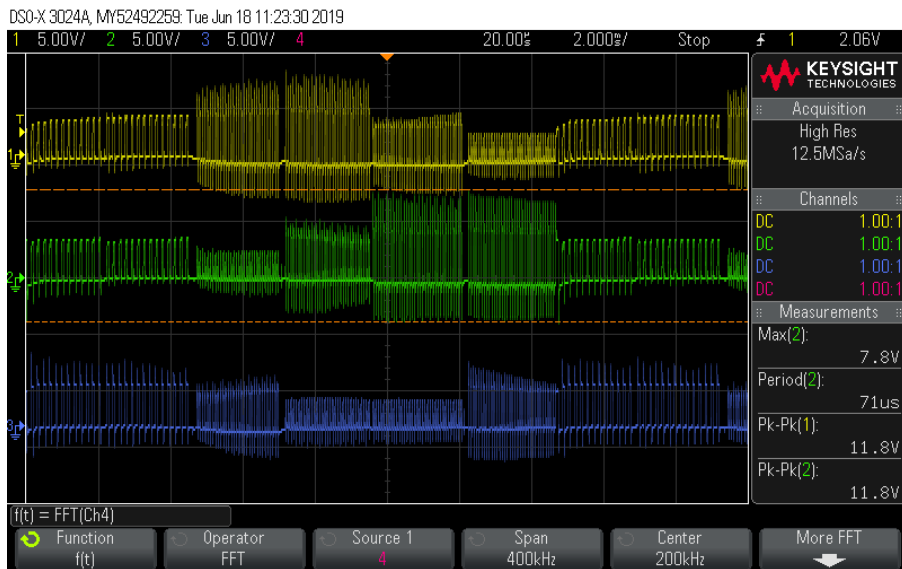 DSO-X 3024A, MY52492259: Tue Jun 18 11:23:30 2019
1 5.00V/ 2 5.00V/ 3 5.00V/ 4 20.00s 2.000s/ Stop 1 2.06V
KEYSIGHT
TECHNOLOGIES
Acquisition
High Res
12.5MSa/s
Channels
DC 1.00:1
DC 1.00:1
DC 1.00:1
DC 1.00:1
Measurements
Max(2):
7.8V
Period(2):
71us
Pk-Pk(1):
11.8V
Pk-Pk(2):
11.8V
T
1
2
3
f(t) = FFT(Ch4)
Function Operator Source 1 Span Center More FFT
f(t) FFT 4 400kHz 200kHz